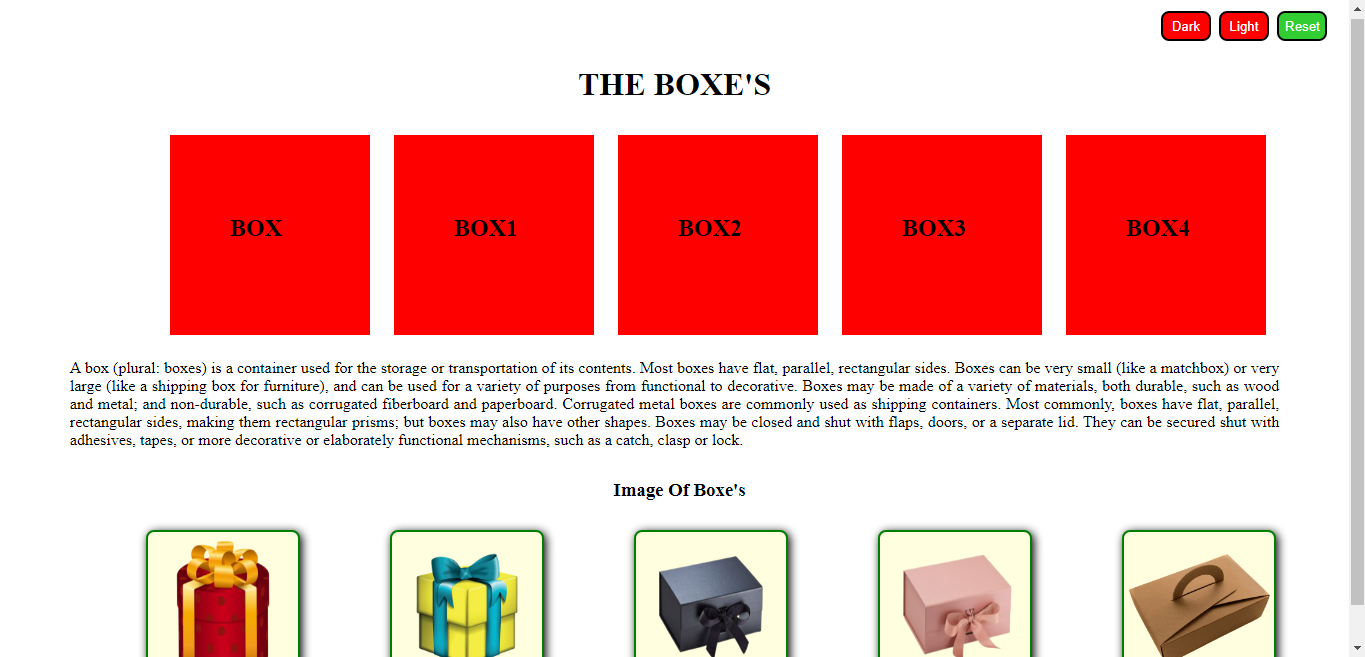 Dark Light Reset
THE BOXE'S
BOX BOX1 BOX2 BOX3 BOX4
A box (plural: boxes) is a container used for the storage or transportation of its contents. Most boxes have flat, parallel, rectangular sides. Boxes can be very small (like a matchbox) or very
large (like a shipping box for furniture), and can be used for a variety of purposes from functional to decorative. Boxes may be made of a variety of materials, both durable, such as wood
and metal; and non-durable, such as corrugated fiberboard and paperboard. Corrugated metal boxes are commonly used as shipping containers. Most commonly, boxes have flat, parallel,
rectangular sides, making them rectangular prisms; but boxes may also have other shapes. Boxes may be closed and shut with flaps, doors, or a separate lid. They can be secured shut with
adhesives, tapes, or more decorative or elaborately functional mechanisms, such as a catch, clasp or lock.
Image Of Boxe's